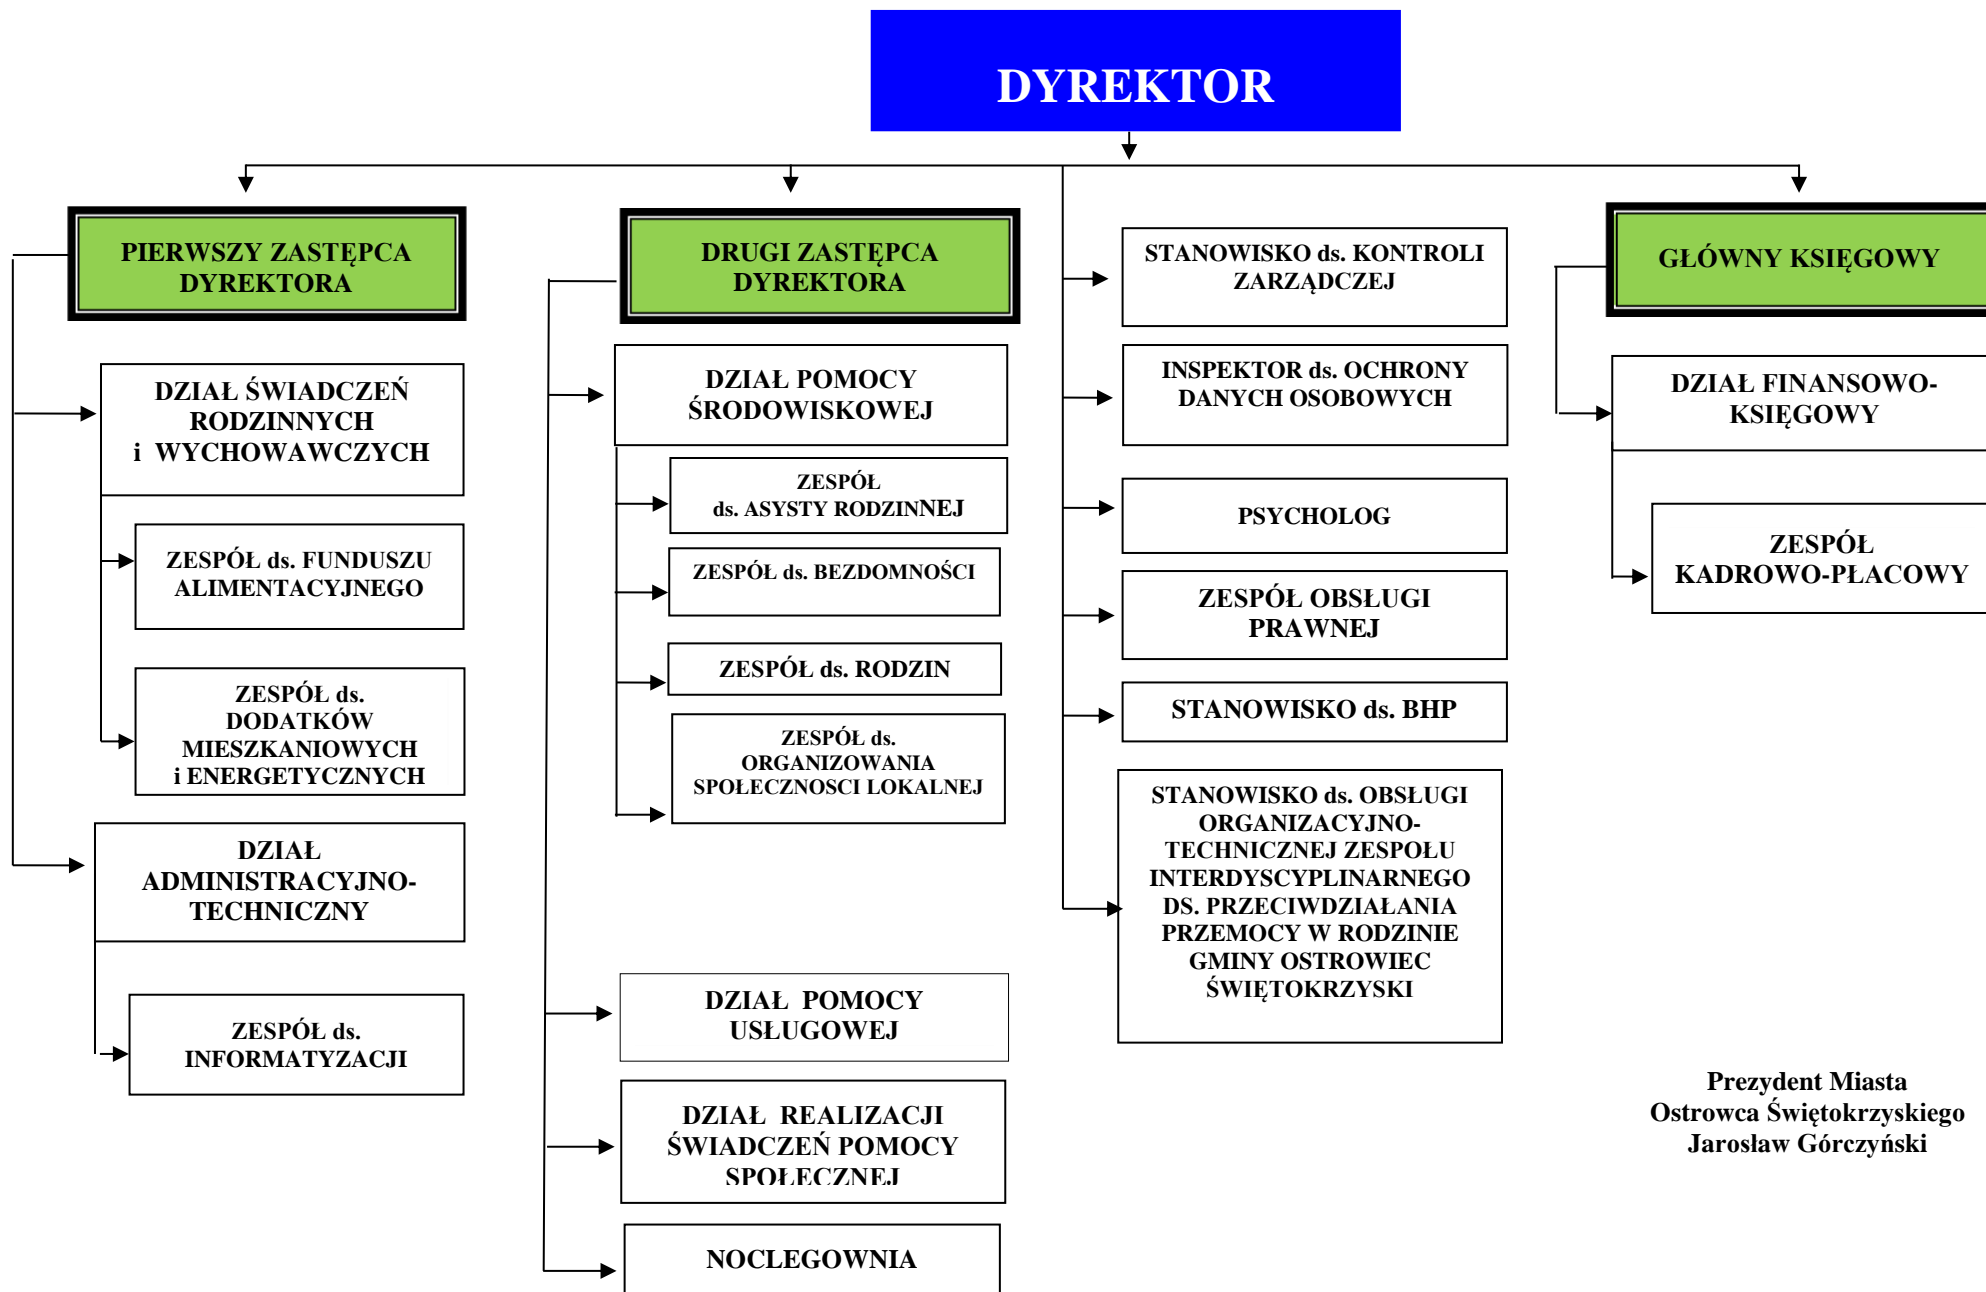 DYREKTOR
PIERWSZY ZASTĘPCA
DYREKTORA
DZIAŁ ŚWIADCZEŃ
RODZINNYCH
i WYCHOWAWCZYCH
ZESPÓŁ ds. FUNDUSZU
ALIMENTACYJNEGO
ZESPÓŁ ds.
DODATKÓW
MIESZKANIOWYCH
i ENERGETYCZNYCH
DZIAŁ
ADMINISTRACYJNO-
TECHNICZNY
ZESPÓŁ ds.
INFORMATYZACJI
DRUGI ZASTĘPCA
DYREKTORA
DZIAŁ POMOCY
ŚRODOWISKOWEJ
ZESPÓŁ
ds. ASYSTY RODZINNEJ
ZESPÓŁ ds. BEZDOMNOŚCI
ZESPÓŁ ds. RODZIN
ZESPÓŁ ds.
ORGANIZOWANIA
SPOŁECZNOSCI LOKALNEJ
DZIAŁ POMOCY
USŁUGOWEJ
DZIAŁ REALIZACJI
ŚWIADCZEŃ POMOCY
SPOŁECZNEJ
NOCLEGOWNIA
STANOWISKO ds. KONTROLI
ZARZĄDCZEJ
INSPEKTOR ds. OCHRONY
DANYCH OSOBOWYCH
PSYCHOLOG
ZESPÓŁ OBSŁUGI
PRAWNEJ
STANOWISKO ds. BHP
STANOWISKO ds. OBSŁUGI
ORGANIZACYJNO-
TECHNICZNEJ ZESPOŁU
INTERDYSCYPLINARNEGO
DS. PRZECIWDZIAŁANIA
PRZEMOCY W RODZINIE
GMINY OSTROWIEC
ŚWIĘTOKRZYSKI
GŁÓWNY KSIĘGOWY
DZIAŁ FINANSOWO-
KSIĘGOWY
ZESPÓŁ
KADROWO-PŁACOWY
Prezydent Miasta
Ostrowca Świętokrzyskiego
Jarosław Górczyński